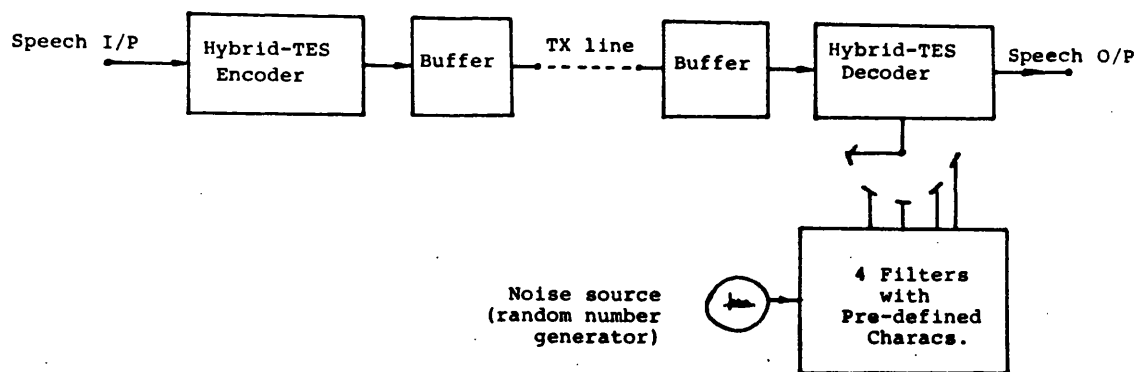 Speech I/P
Hybrid-TES
Encoder
Buffer
TX line
Buffer
Hybrid-TES
Decoder
Speech O/P
Noise source
(random number
generator)
4 Filters
with
Pre-defined
Characs.